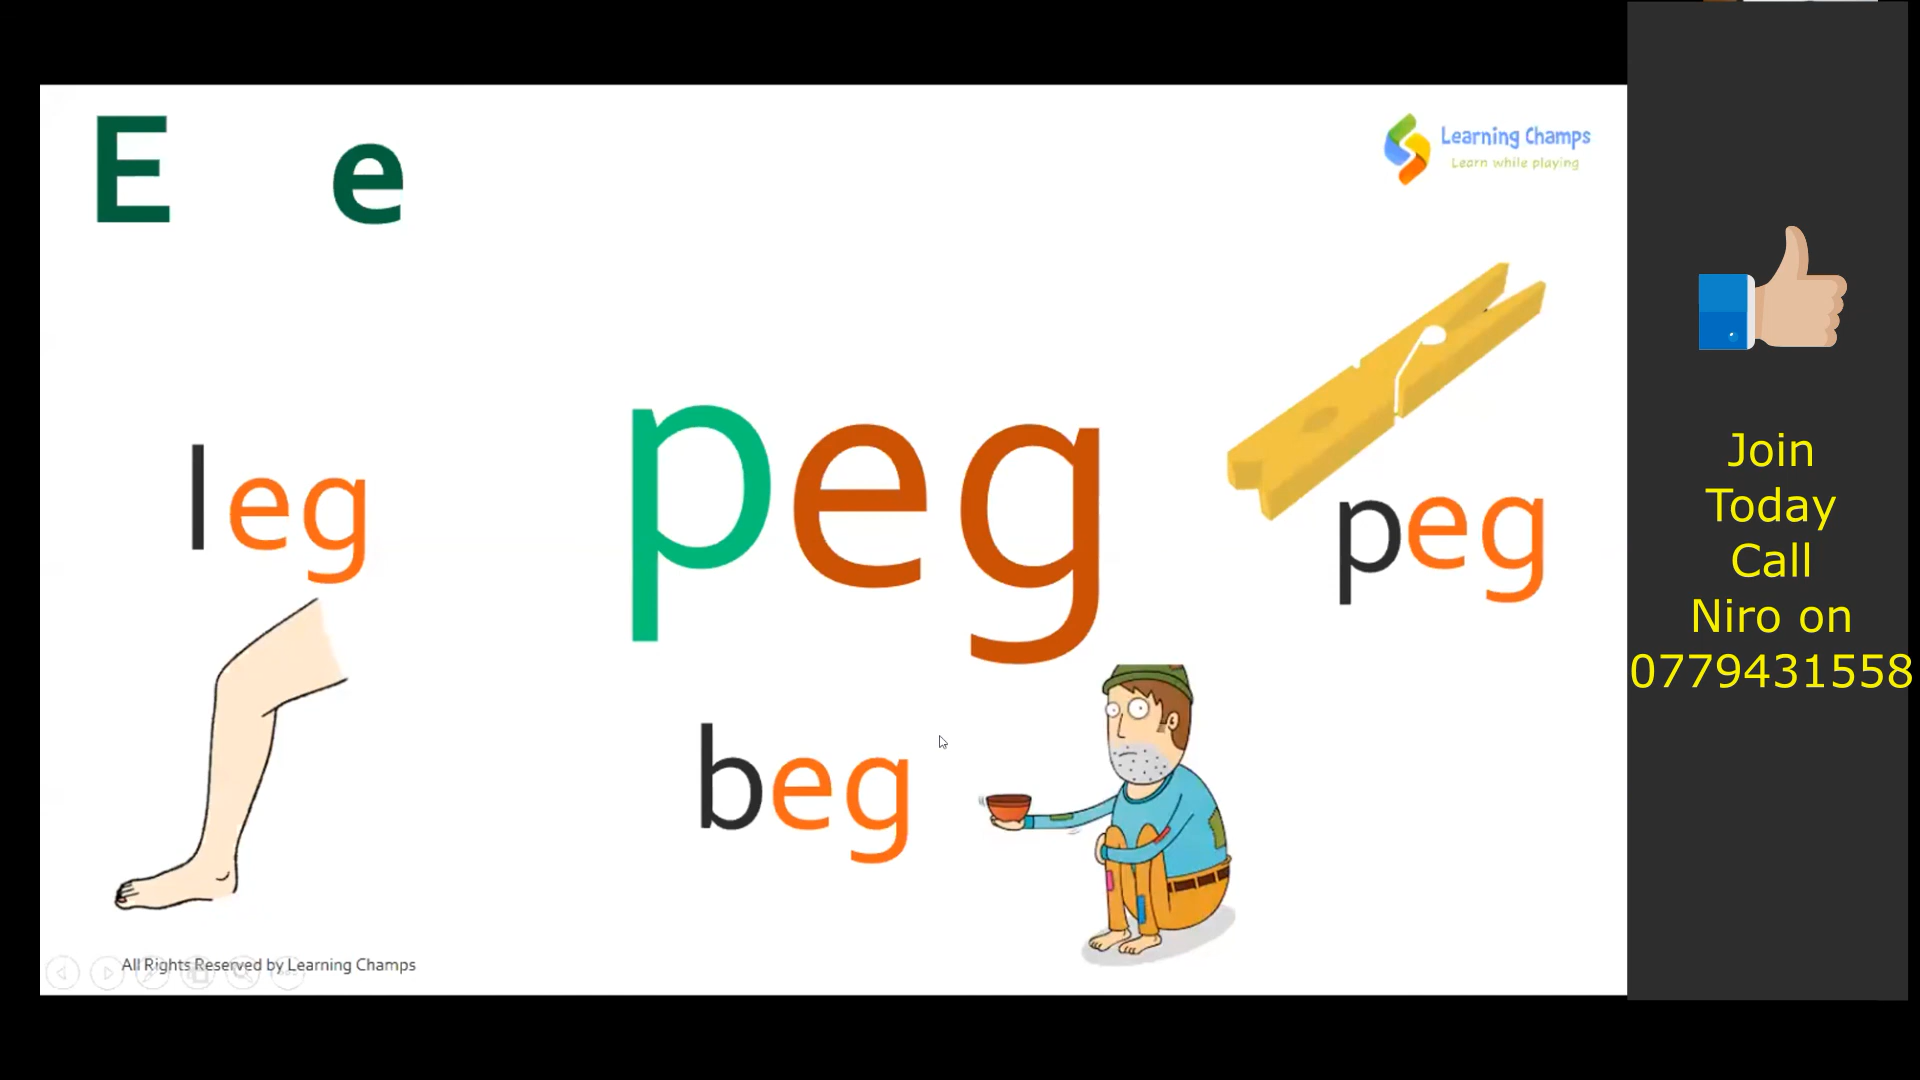 E e
Learning Champs
Learn while playing
leg
peg
peg
beg
All Rights Reserved by Learning Champs
Join
Today
Call
Niro on
0779431558